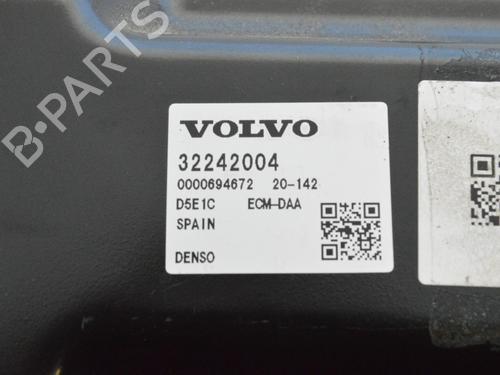 B-PARTS
VOLVO
32242004
0000694672 20-142
D5E1C ECM-DAA
SPAIN
DENSO